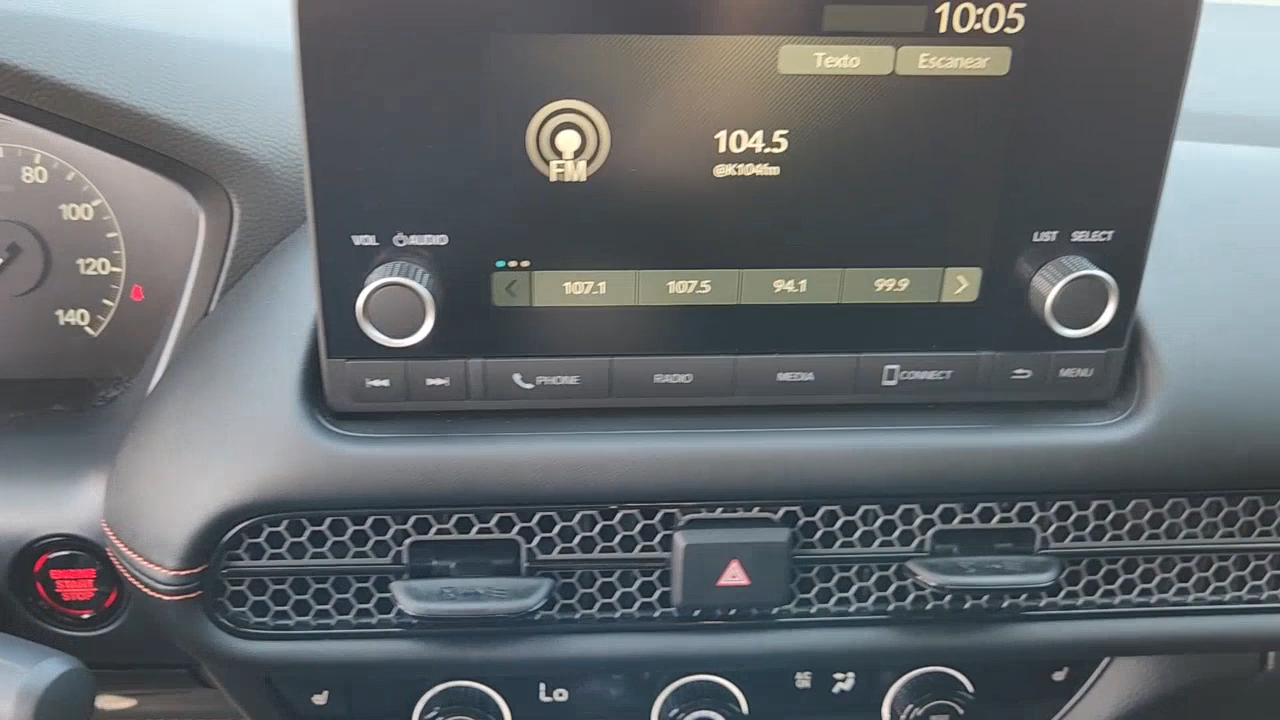 10:05
Texto Escanear
104.5
@K104fm
FM
80
100
120
140
VOL AUDIO
LIST SELECT
107.1 107.5 94.1 99.9
PHONE RADIO MEDIA CONNECT MENU
ENGINE
START
STOP
Lo
A/C
ON